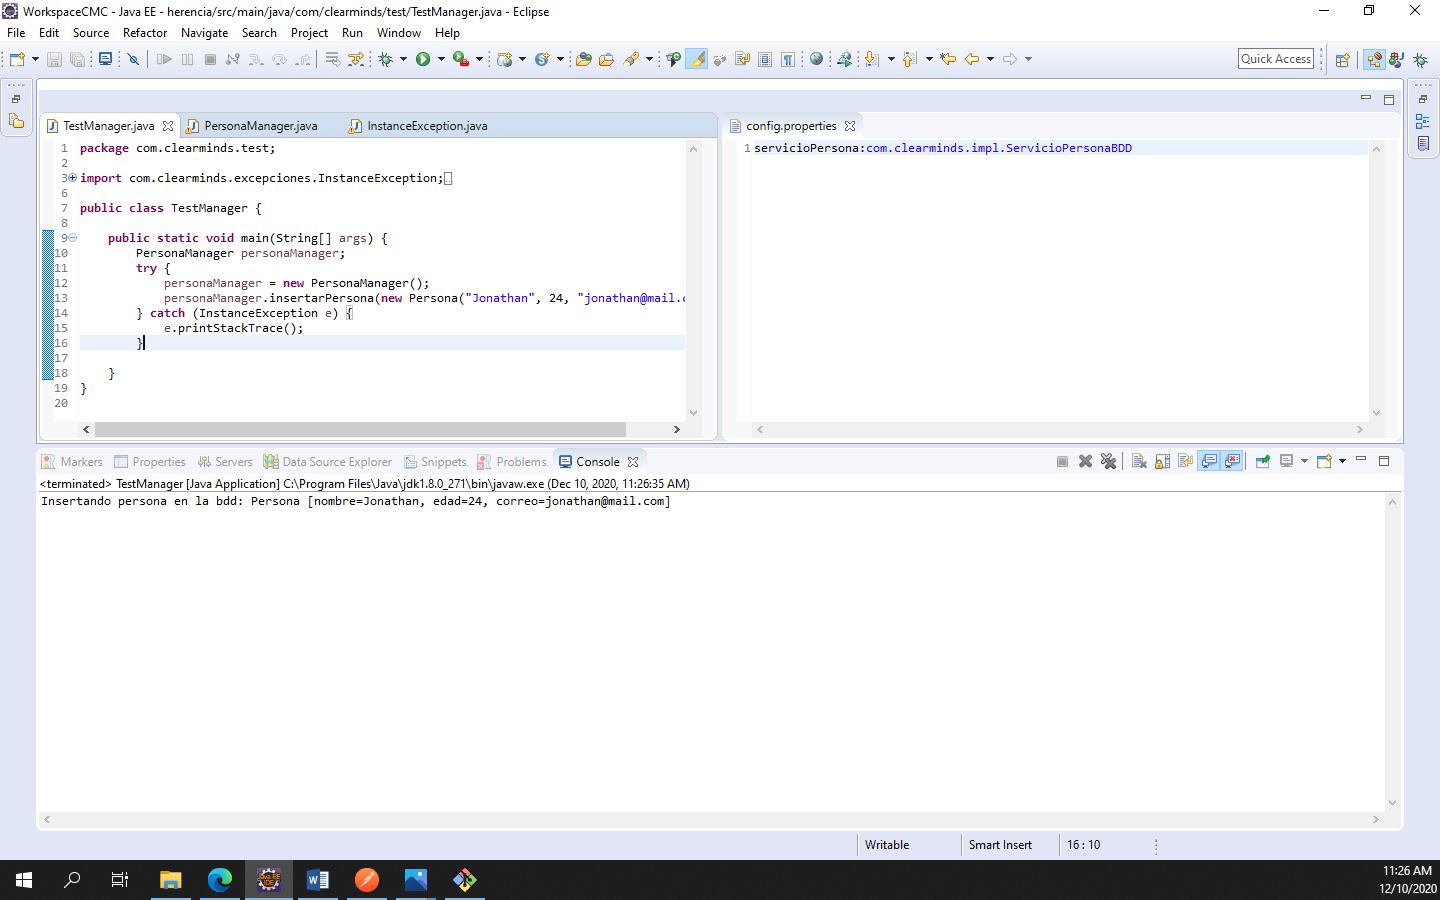 WorkspaceCMC - Java EE - herencia/src/main/java/com/clearminds/test/TestManager.java - Eclipse
File Edit Source Refactor Navigate Search Project Run Window Help
Quick Access
TestManager.java PersonaManager.java InstanceException.java
1 package com.clearminds.test;
2
3 import com.clearminds.excepciones.InstanceException;
6
7 public class TestManager {
8
9 public static void main(String[] args) {
10 PersonaManager personaManager;
11 try {
12 personaManager = new PersonaManager();
13 personaManager.insertarPersona(new Persona("Jonathan", 24, "jonathan@mail.c
14 } catch (InstanceException e) {
15 e.printStackTrace();
16 }
17
18 }
19 }
20
config.properties
1 servicioPersona:com.clearminds.impl.ServicioPersonaBDD
Markers Properties Servers Data Source Explorer Snippets Problems Console
<terminated> TestManager [Java Application] C:\Program Files\Java\jdk1.8.0_271\bin\javaw.exe (Dec 10, 2020, 11:26:35 AM)
Insertando persona en la bdd: Persona [nombre=Jonathan, edad=24, correo=jonathan@mail.com]
Writable Smart Insert 16 : 10
11:26 AM
12/10/2020